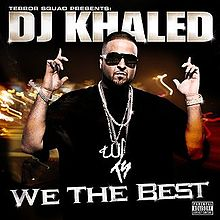 TERROR SQUAD PRESENTS:
DJ KHALED
WE THE BEST
PARENTAL
ADVISORY
EXPLICIT CONTENT